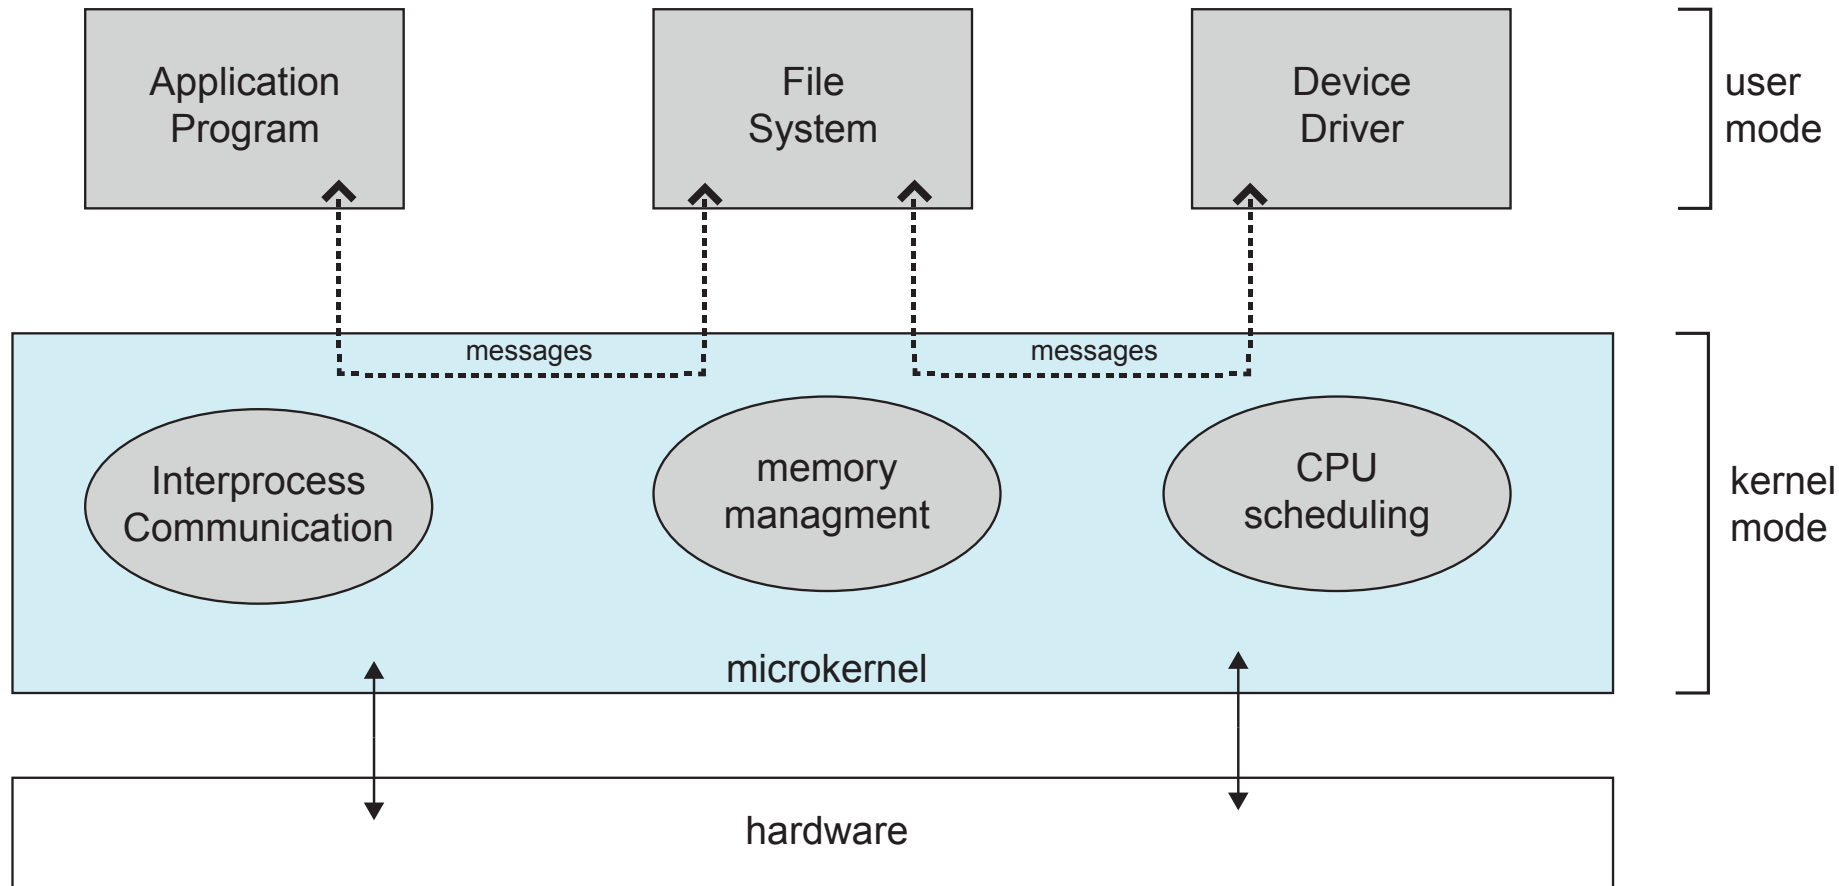 Application
Program
File
System
Device
Driver
user
mode
messages
messages
Interprocess
Communication
memory
managment
CPU
scheduling
kernel
mode
microkernel
hardware